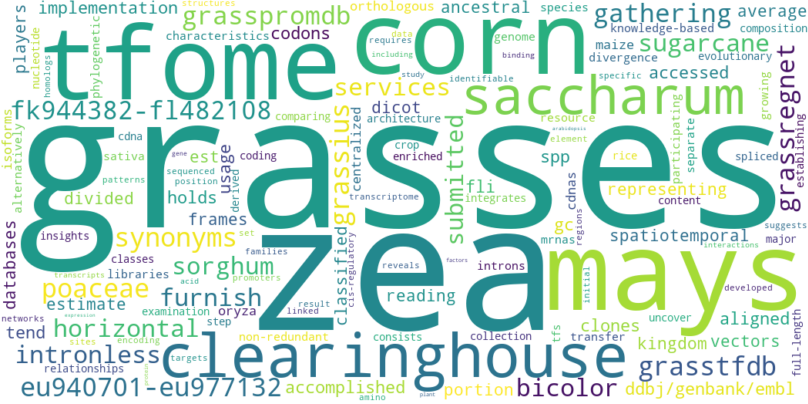 players
implementation
structures
orthologous
ancestral
species
gathering
average
grasspromdb
characteristics
codons
requires
data
including
genome
binding
knowledge-based
composition
nucleotide
homologs
phylogenetic
tfome
corn
maize
sugarcane
divergence
evolutionary
study
identifiable
specific
accessed
growing
services
saccharum
fk944382-fl482108
dicot
resource
participating
separate
grassregnet
establishing
isoforms
alternatively
cdna
comparing
architecture
element
arabidopsis
grasses
sativa
gene
est
coding
usage
centralized
crop
enriched
submitted
spp
rice
spliced
patterns
sequenced
position
derived
transcriptome
fli
cdnas
content
divided
holds
grassius
integrates
representing
insights
set
frames
cis-regulatory
mrnas
gc
regions
spatiotemporal
suggests
major
databases
synonyms
classified
reveals
introns
zea
mays
interactions
classes
families
factors
transcripts
libraries
sorghum
promoters
reading
initial
developed
poaceae
acid
furnish
tfs
clones
uncover
aligned
estimate
examination
oryza
result
linked
consists
collection
transfer
kingdom
vectors
full-length
networks
expression
tend
horizontal
step
non-redundant
sites
encoding
targets
clearinghouse
relationships
intronless
protein
grasstfdb
eu940701-eu977132
accomplished
amino
plant
portion
bicolor
ddbj/genbank/embl